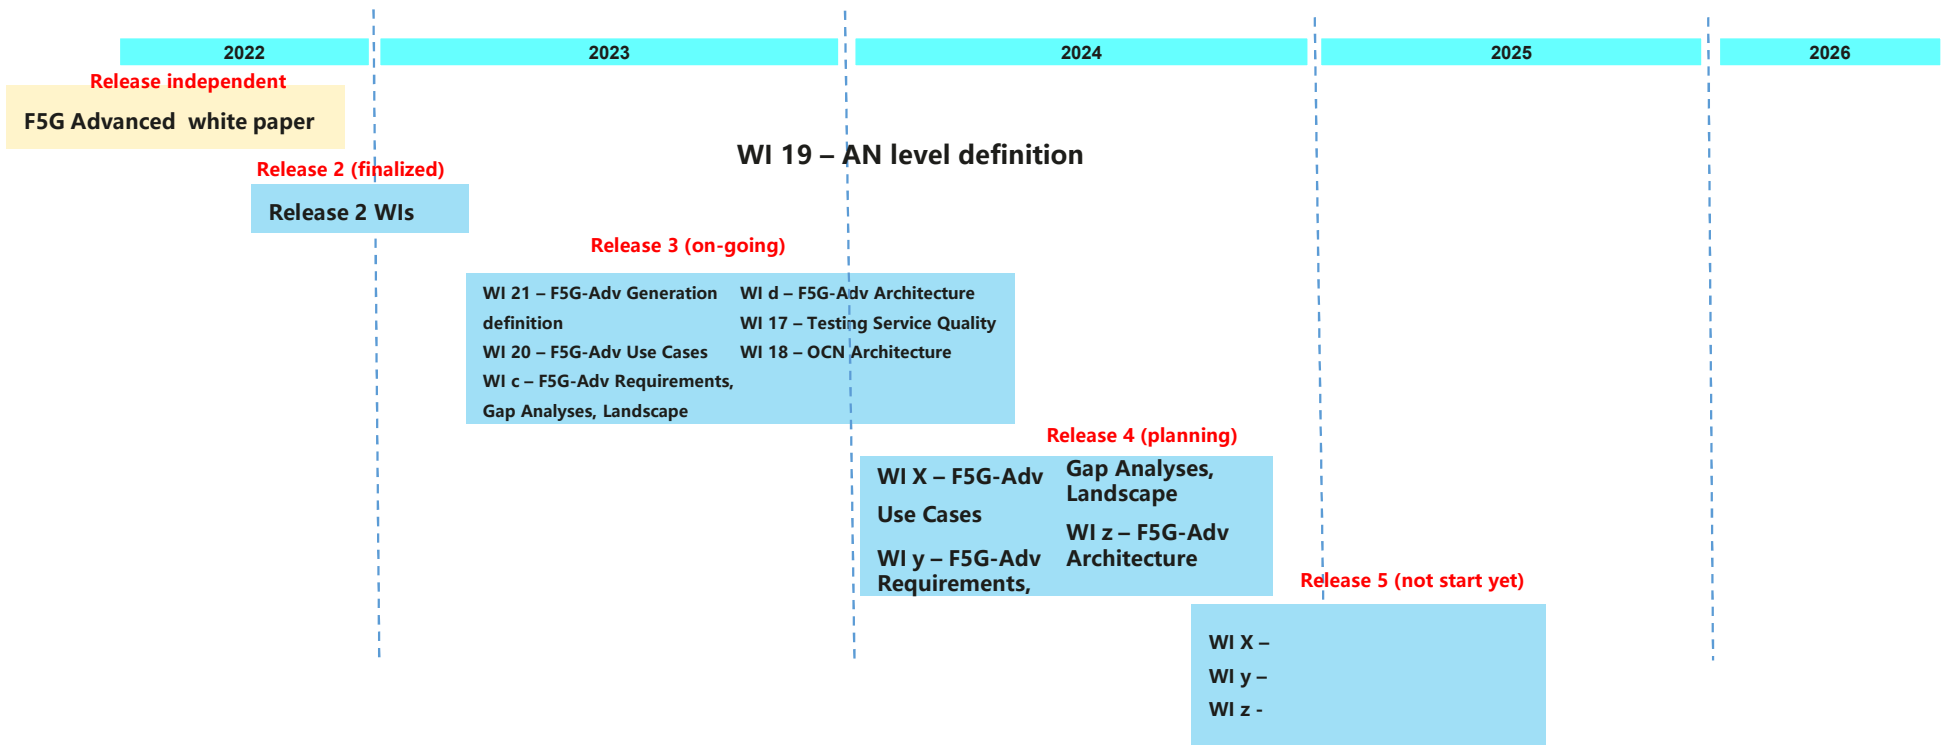 2022
2023
2024
2025
2026
Release independent
F5G Advanced  white paper
WI 19 – AN level definition
Release 2 (finalized)
Release 2 WIs
Release 3 (on-going)
WI 21 – F5G-Adv Generation
definition
WI 20 – F5G-Adv Use Cases
WI c – F5G-Adv Requirements,
Gap Analyses, Landscape
WI d – F5G-Adv Architecture
WI 17 – Testing Service Quality
WI 18 – OCN Architecture
Release 4 (planning)
WI X – F5G-Adv
Use Cases
WI y – F5G-Adv
Requirements,
Gap Analyses,
Landscape
WI z – F5G-Adv
Architecture
Release 5 (not start yet)
WI X –
WI y –
WI z -